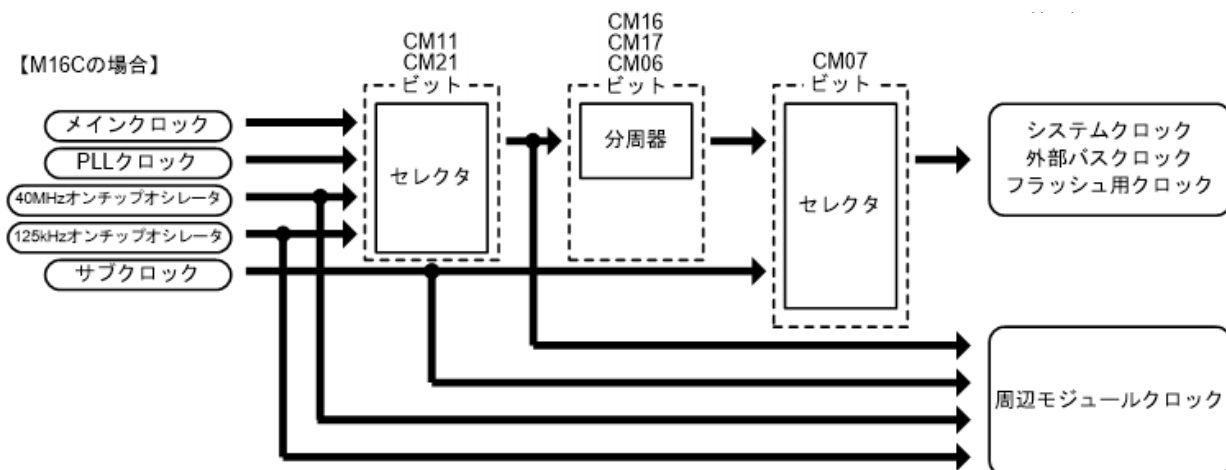 【M16Cの場合】
メインクロック
PLLクロック
40MHzオンチップオシレータ
125kHzオンチップオシレータ
サブクロック
CM11
CM21
ビット
セレクタ
CM16
CM17
CM06
ビット
分周器
CM07
ビット
セレクタ
システムクロック
外部バスクロック
フラッシュ用クロック
周辺モジュールクロック